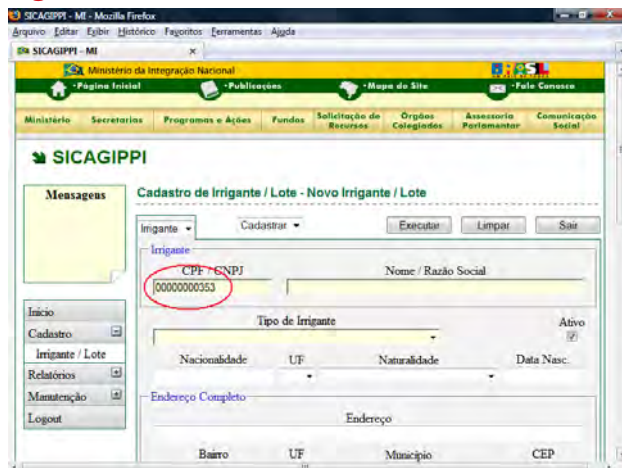 SICAGIPPI - MI - Mozilla Firefox
Arquivo Editar Exibir Histórico Favoritos Ferramentas Ajuda
SICAGIPPI - MI ×
Ministério da Integração Nacional
Página Inicial Publicações Mapa do Site Fale Conosco
Ministério Secretarias Programas e Ações Fundos Solicitação de Recursos Orgãos Colegiados Assessoria Parlamentar Comunicação Social
SICAGIPPI
Mensagens
Cadastro de Irrigante / Lote - Novo Irrigante / Lote
Irrigante Cadastrar Executar Limpar Sair
Irrigante
CPF / CNPJ Nome / Razão Social
00000000353
Tipo de Irrigante Ativo
Nacionalidade UF Naturalidade Data Nasc.
Endereço Completo
Endereço
Bairro UF Município CEP
Início
Cadastro
Irrigante / Lote
Relatórios
Manutenção
Logout